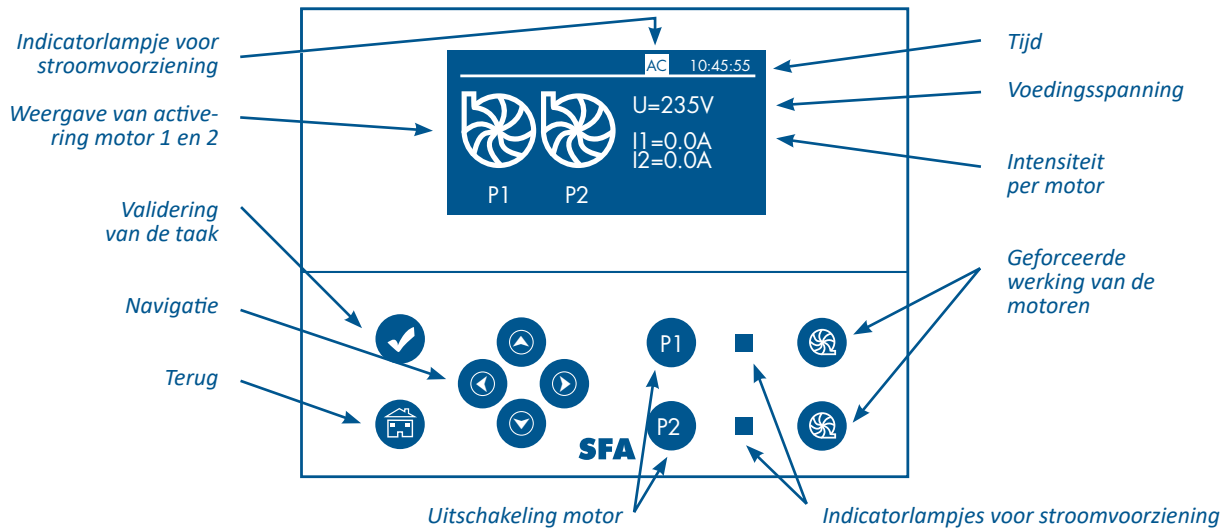 Indicatorlampje voor
stroomvoorziening
Weergave van active-
ring motor 1 en 2
Validering
van de taak
Navigatie
Terug
AC 10:45:55
U=235V
I1=0.0A
I2=0.0A
P1 P2
P1
P2
SFA
Tijd
Voedingsspanning
Intensiteit
per motor
Geforceerde
werking van de
motoren
Uitschakeling motor
Indicatorlampjes voor stroomvoorziening